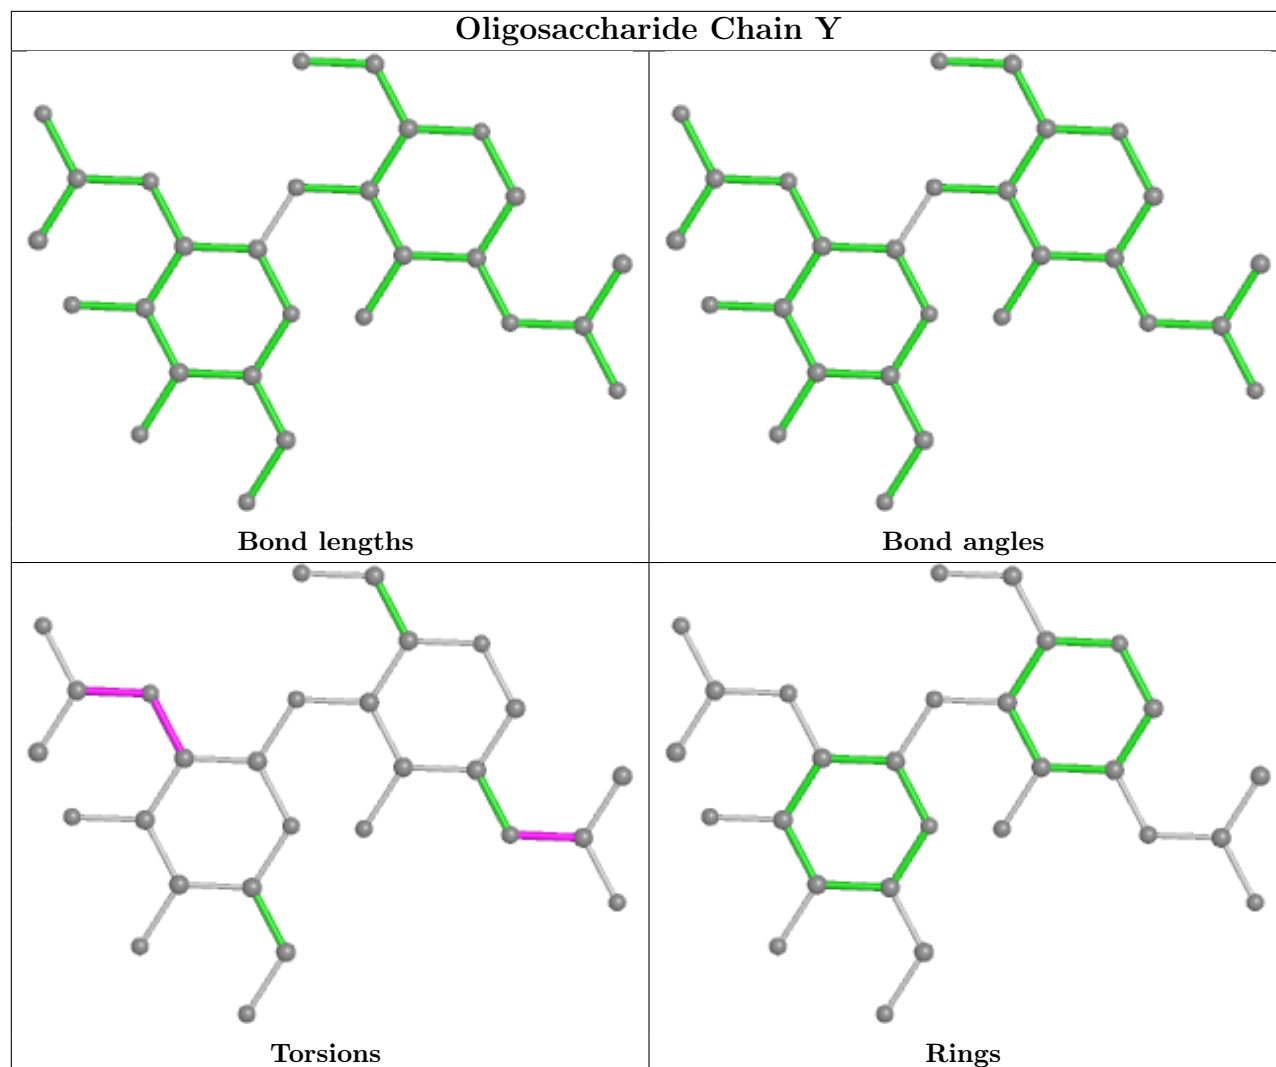 Oligosaccharide Chain Y
Bond lengths
Bond angles
Torsions
Rings